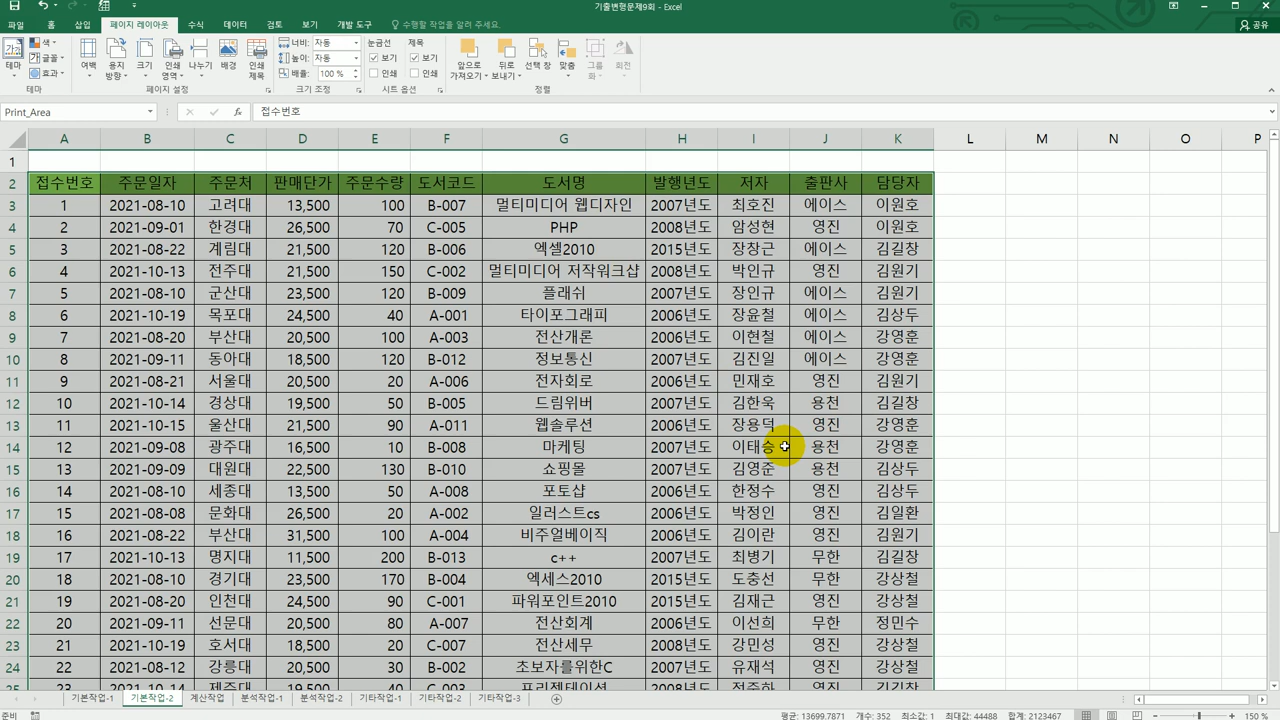 기출변형문제9회 - Excel
파일 홈 삽입 페이지 레이아웃 수식 데이터 검토 보기 개발 도구 수행할 작업을 알려 주세요. 공유
테마 색 글꼴 효과 여백 용지 방향 크기 인쇄 영역 나누기 배경 인쇄 제목 너비: 자동 높이: 자동 배율: 100 % 눈금선 보기 인쇄 제목 보기 인쇄 앞으로 가져오기 뒤로 보내기 선택 창 맞춤 그룹화 회전
테마 페이지 설정 크기 조정 시트 옵션 정렬
Print_Area fx 접수번호
A B C D E F G H I J K L M N O P
1
2 접수번호 주문일자 주문처 판매단가 주문수량 도서코드 도서명 발행년도 저자 출판사 담당자
3 1 2021-08-10 고려대 13,500 100 B-007 멀티미디어 웹디자인 2007년도 최호진 에이스 이원호
4 2 2021-09-01 한경대 26,500 70 C-005 PHP 2008년도 암성현 영진 이원호
5 3 2021-08-22 계림대 21,500 120 B-006 엑셀2010 2015년도 장창근 에이스 김길창
6 4 2021-10-13 전주대 21,500 150 C-002 멀티미디어 저작워크샵 2008년도 박인규 영진 김원기
7 5 2021-08-10 군산대 23,500 120 B-009 플래쉬 2007년도 장인규 에이스 김원기
8 6 2021-10-19 목포대 24,500 40 A-001 타이포그래피 2006년도 장윤철 에이스 김상두
9 7 2021-08-20 부산대 20,500 100 A-003 전산개론 2006년도 이현철 에이스 강영훈
10 8 2021-09-11 동아대 18,500 120 B-012 정보통신 2007년도 김진일 에이스 강영훈
11 9 2021-08-21 서울대 20,500 20 A-006 전자회로 2006년도 민재호 영진 김원기
12 10 2021-10-14 경상대 19,500 50 B-005 드림위버 2007년도 김한욱 용천 김길창
13 11 2021-10-15 울산대 21,500 90 A-011 웹솔루션 2006년도 장용덕 영진 강영훈
14 12 2021-09-08 광주대 16,500 10 B-008 마케팅 2007년도 이태승 용천 강영훈
15 13 2021-09-09 대원대 22,500 130 B-010 쇼핑몰 2007년도 김영준 용천 김상두
16 14 2021-08-10 세종대 13,500 50 A-008 포토샵 2006년도 한정수 영진 김상두
17 15 2021-08-08 문화대 26,500 20 A-002 일러스트cs 2006년도 박정인 영진 김일환
18 16 2021-08-22 부산대 31,500 100 A-004 비주얼베이직 2006년도 김이란 영진 김원기
19 17 2021-10-13 명지대 11,500 200 B-013 c++ 2007년도 최병기 무한 김길창
20 18 2021-08-10 경기대 23,500 170 B-004 엑세스2010 2015년도 도충선 무한 강상철
21 19 2021-08-20 인천대 24,500 90 C-001 파워포인트2010 2015년도 김재근 영진 강상철
22 20 2021-09-11 선문대 20,500 80 A-007 전산회계 2006년도 이선희 무한 정민수
23 21 2021-10-19 호서대 18,500 20 C-007 전산세무 2008년도 강민성 영진 강상철
24 22 2021-08-12 강릉대 20,500 30 B-002 초보자를위한C 2007년도 유재석 영진 강상철
25 23 2021-10-14 제주대 19,500 40 C-003 프리젠테이션 2008년도 정준하 영진 강상철
기본작업-1 기본작업-2 계산작업 분석작업-1 분석작업-2 기타작업-1 기타작업-2 기타작업-3
준비 평균: 13699.7871 개수: 352 최소값: 1 최대값: 44488 합계: 2123467 150 %